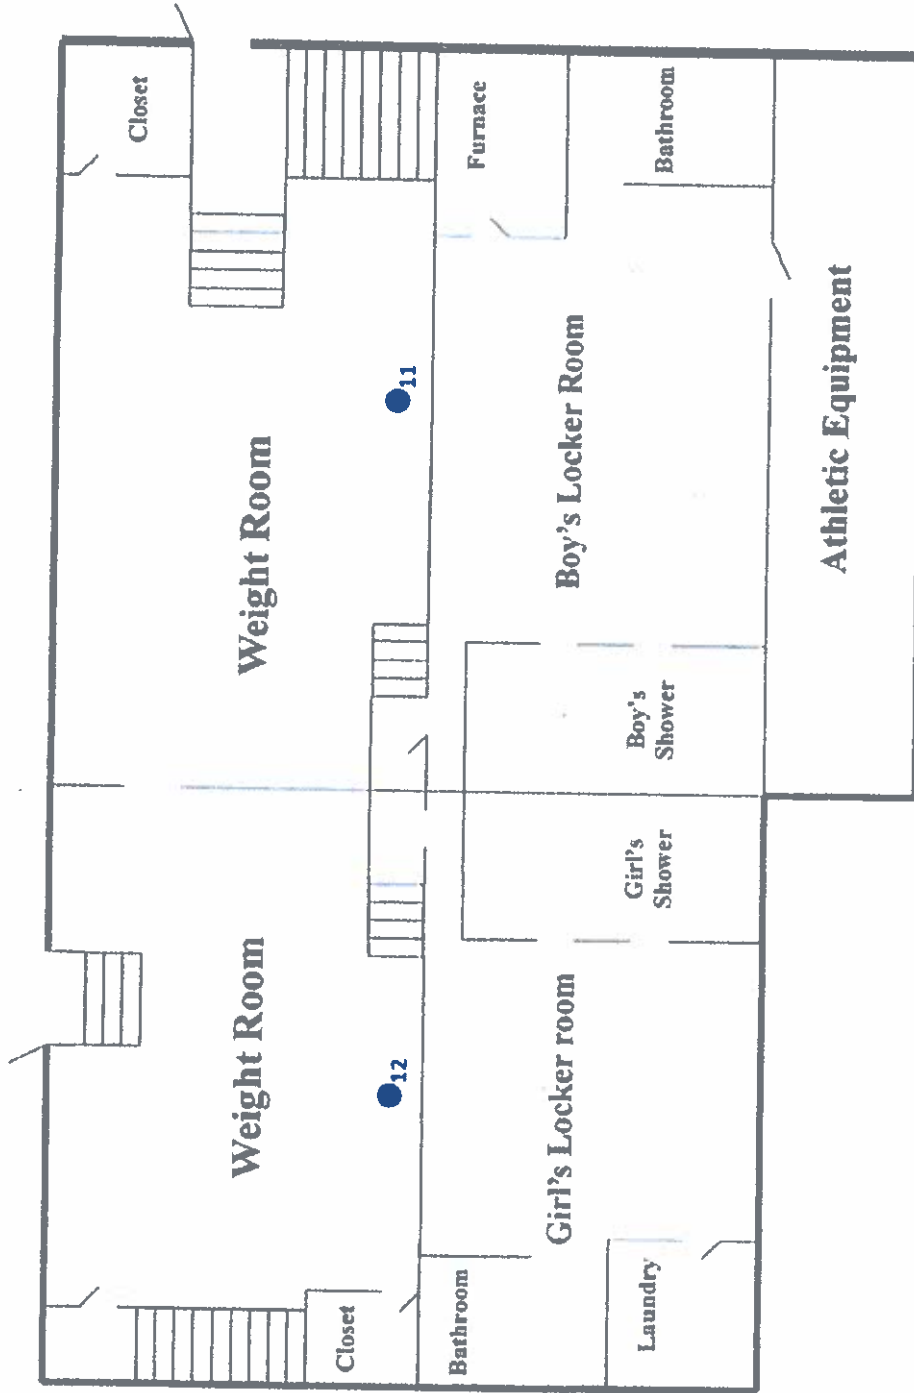 Closet
Furnace
Bathroom
Weight Room
11
Boy's Locker Room
Athletic Equipment
Boy's
Shower
Girl's
Shower
Weight Room
12
Girl's Locker room
Closet
Bathroom
Laundry